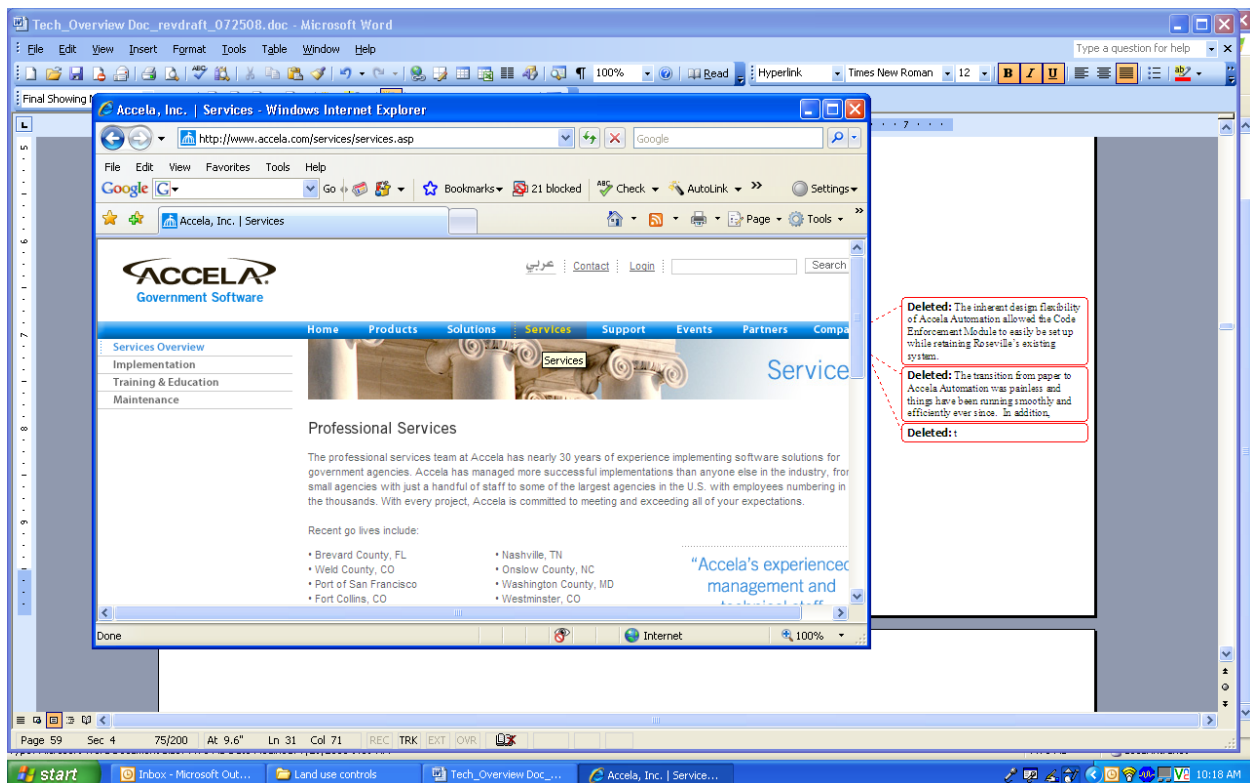 Tech_Overview Doc_revdraft_072508.doc - Microsoft Word
File Edit View Insert Format Tools Table Window Help
Type a question for help
100% Read Hyperlink Times New Roman 12 B I U
Final Showing
Accela, Inc. | Services - Windows Internet Explorer
7
http://www.accela.com/services/services.asp
Google
File Edit View Favorites Tools Help
Google G Go Bookmarks 21 blocked Check AutoLink Settings
Accela, Inc. | Services
Page Tools
ACCELA
Government Software
عربي Contact Login Search
Home Products Solutions Services Support Events Partners Compa
Services Overview
Implementation
Training & Education
Maintenance
Services
Service
Professional Services
The professional services team at Accela has nearly 30 years of experience implementing software solutions for
government agencies. Accela has managed more successful implementations than anyone else in the industry, from
small agencies with just a handful of staff to some of the largest agencies in the U.S. with employees numbering in
the thousands. With every project, Accela is committed to meeting and exceeding all of your expectations.
Recent go lives include:
• Brevard County, FL
• Weld County, CO
• Port of San Francisco
• Fort Collins, CO
• Nashville, TN
• Onslow County, NC
• Washington County, MD
• Westminster, CO
“Accela's experienced
management and
technical staff
Done Internet 100%
Deleted: The inherent design flexibility
of Accela Automation allowed the Code
Enforcement Module to easily be set up
while retaining Roseville's existing
system.
Deleted: The transition from paper to
Accela Automation was painless and
things have been running smoothly and
efficiently ever since. In addition,
Deleted: t
Page 59 Sec 4 75/200 At 9.6" Ln 31 Col 71 REC TRK EXT OVR
start Inbox - Microsoft Out... Land use controls Tech_Overview Doc_... Accela, Inc. | Service... 10:18 AM